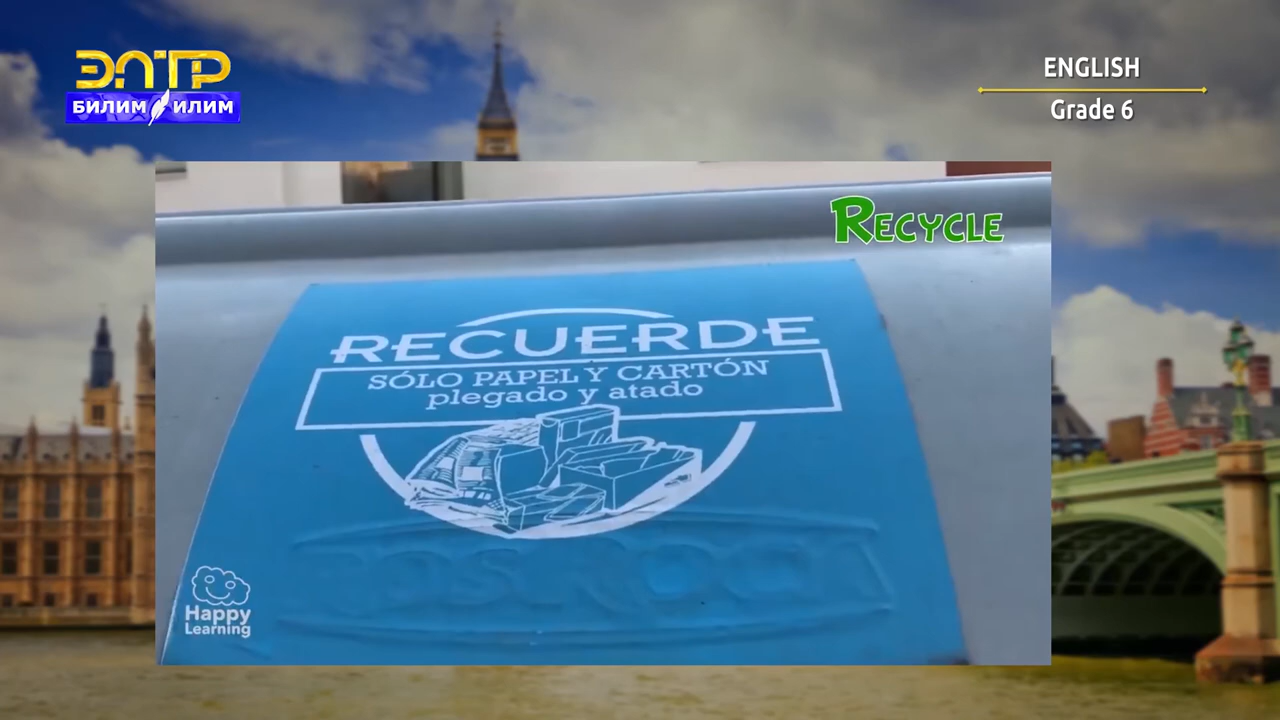 ЭЛТР
БИЛИМ ИЛИМ
ENGLISH
Grade 6
RECYCLE
RECUERDE
SÓLO PAPEL Y CARTÓN
plegado y atado
Happy
Learning